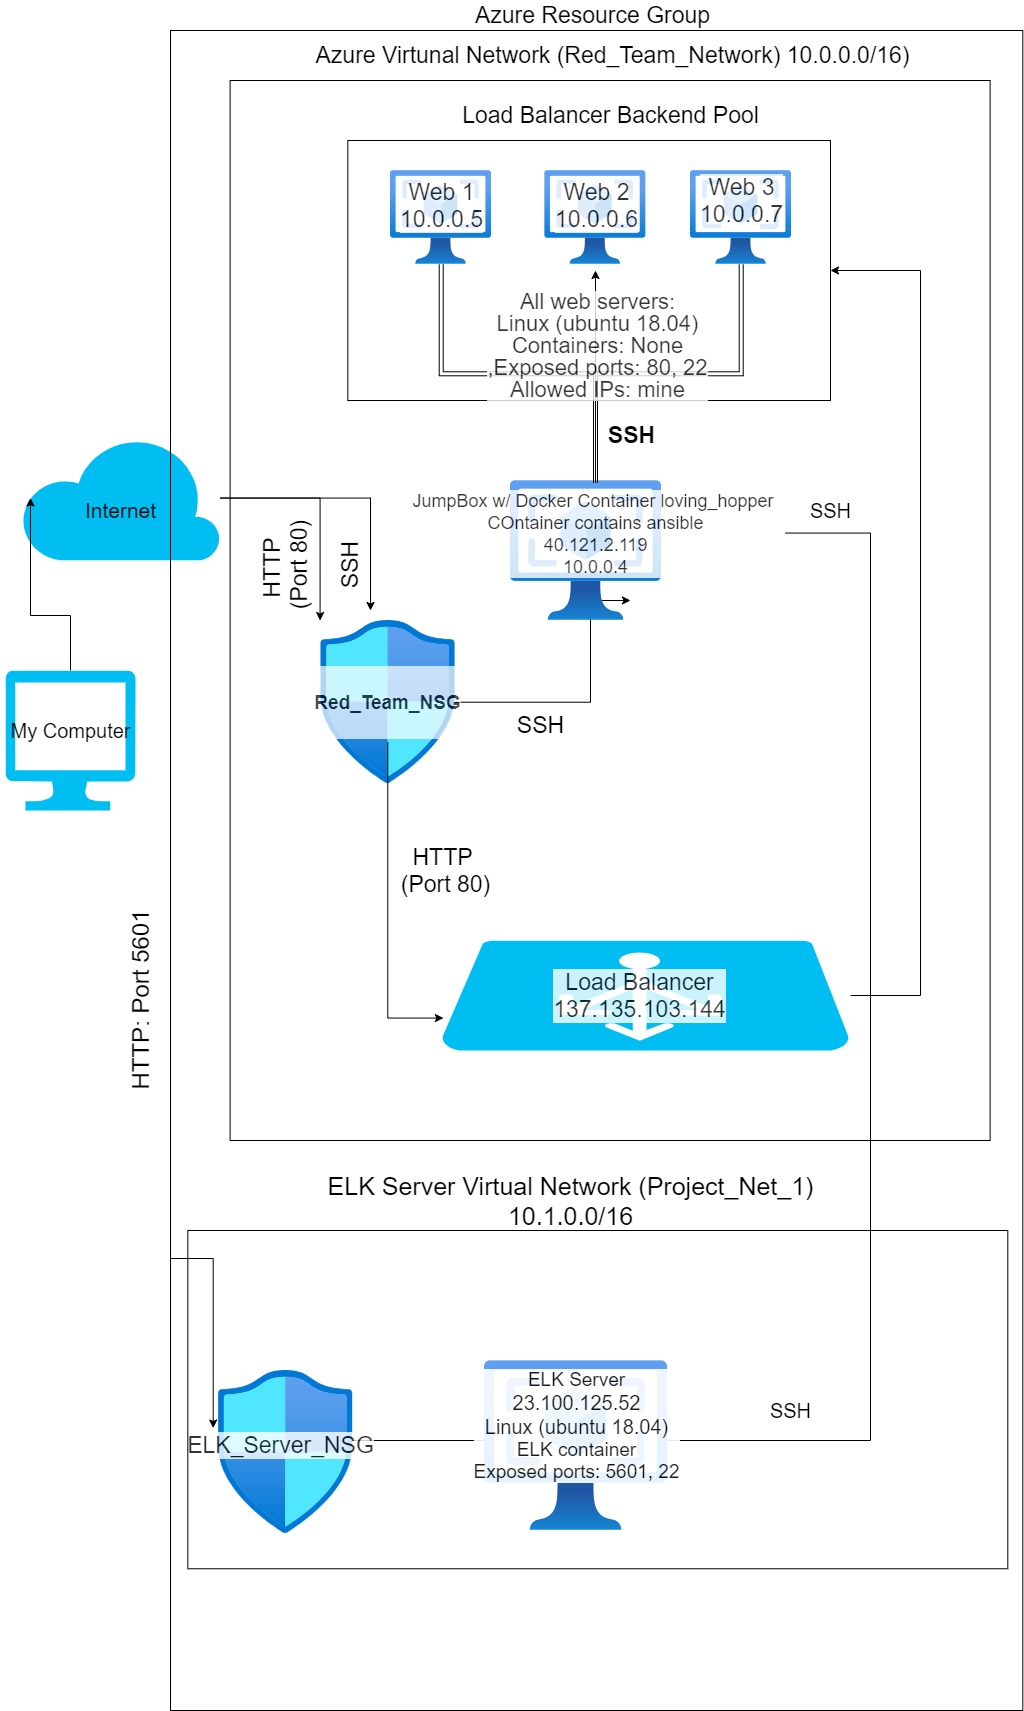 Azure Resource Group
Azure Virtunal Network (Red_Team_Network) 10.0.0.0/16)
Load Balancer Backend Pool
Web 1
10.0.0.5
Web 2
10.0.0.6
Web 3
10.0.0.7
All web servers:
Linux (ubuntu 18.04)
Containers: None
,Exposed ports: 80, 22
Allowed IPs: mine
SSH
JumpBox w/ Docker Container loving_hopper
COntainer contains ansible
40.121.2.119
10.0.0.4
SSH
Internet
HTTP
(Port 80)
SSH
My Computer
Red_Team_NSG
SSH
HTTP
(Port 80)
HTTP: Port 5601
Load Balancer
137.135.103.144
ELK Server Virtual Network (Project_Net_1)
10.1.0.0/16
ELK_Server_NSG
ELK Server
23.100.125.52
Linux (ubuntu 18.04)
ELK container
Exposed ports: 5601, 22
SSH